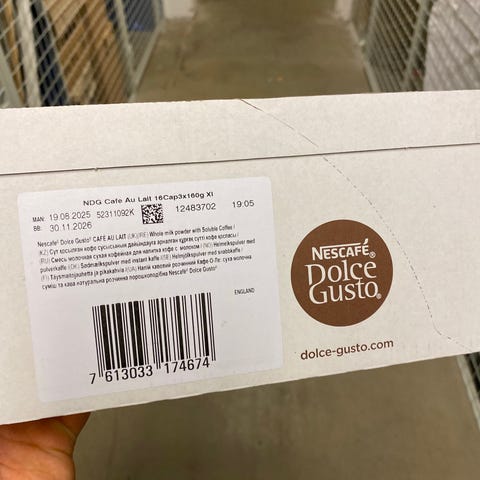 NDG Cafe Au Lait 16Cap3x160g XI
MAN: 19.08.2025 52311092K 12483702 19:05
BB: 30.11.2026
Nescafé® Dolce Gusto® CAFÉ AU LAIT (UK)(IE) Whole milk powder with Soluble Coffee /
(KZ) Сүт қосылған кофе сусынының дайындауға арналған құрғақ сүтті кофе қоспасы /
(RU) Смесь молочная сухая кофейная для напитка кофе с молоком / (NO) Helmelkspulver med
pulverkaffe / (DK) Sødmælkspulver med instant kaffe / (SE) Helmjölkspulver med snabbkaffe /
(FI) Täysmaitojauhetta ja pikakahvia / (UA) Напій кавовий розчинний Кафе-О-Ле: суха молочна
суміш та кава натуральна розчинна порошкоподібна Nescafé® Dolce Gusto®
ENGLAND
7 613033 174674
NESCAFÉ®
Dolce
Gusto®
dolce-gusto.com